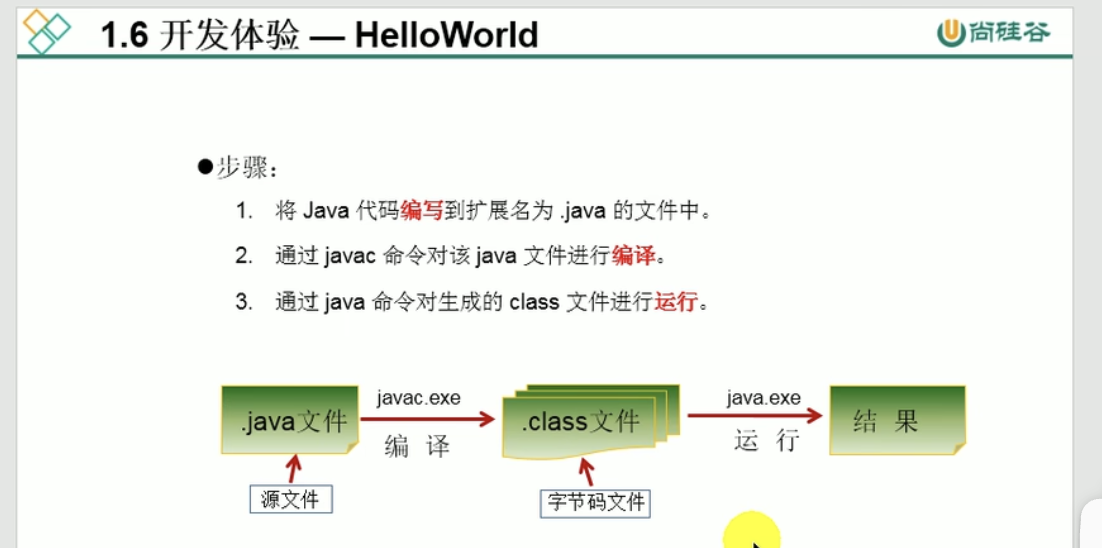 1.6 开发体验 — HelloWorld
尚硅谷
●步骤：
1. 将 Java 代码编写到扩展名为 .java 的文件中。
2. 通过 javac 命令对该 java 文件进行编译。
3. 通过 java 命令对生成的 class 文件进行运行。
.java文件
javac.exe
编 译
.class文件
java.exe
运 行
结 果
源文件
字节码文件